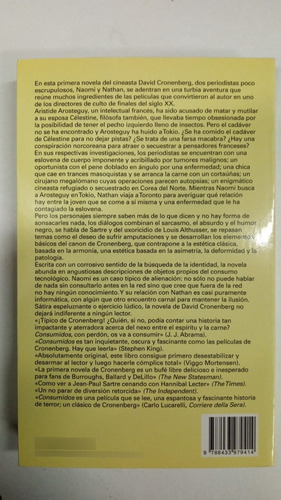 En esta primera novela del cineasta David Cronenberg, dos periodistas poco
escrupulosos, Naomi y Nathan, se adentran en una turbia aventura que
reúne muchos ingredientes de las películas que convirtieron al autor en uno
de los directores de culto de finales del siglo XX.
Aristide Arosteguy, un intelectual francés, ha sido acusado de matar y mutilar
a su esposa Célestine, filósofa también, que llevaba tiempo obsesionada por
la posibilidad de tener el pecho izquierdo lleno de insectos. Pero el cadáver
no se ha encontrado y Arosteguy ha huido a Tokio. ¿Se ha comido el cadáver
de Célestine para no dejar pistas? ¿Se trata de una farsa macabra? ¿Hay una
conspiración norcoreana para atraer o secuestrar a pensadores franceses?
En sus respectivas investigaciones, los periodistas se encuentran con una
eslovena de cuerpo imponente y acribillado por tumores malignos; un
oportunista con el pene doblado en ángulo por una enfermedad; una chica
que cae en trances masoquistas y se arranca la carne con un cortaúñas; un
cirujano megalómano cuyas operaciones parecen autopsias; un enigmático
cineasta refugiado o secuestrado en Corea del Norte. Mientras Naomi busca
a Arosteguy en Tokio, Nathan viaja a Toronto para averiguar qué relación
hay entre la joven que se come a sí misma y una enfermedad que le ha
contagiado la eslovena.
Pero los personajes siempre saben más de lo que dicen y no hay forma de
sonsacarles nada, los diálogos combinan el sarcasmo, el absurdo y el humor
negro, se habla de Sartre y del uxoricidio de Louis Althusser, se repasan
temas como el deseo de sufrir amputaciones y se desarrollan los elementos
básicos del canon de Cronenberg, que contrapone a la estética clásica,
basada en la armonía, una estética basada en la asimetría, la deformidad y la
patología.
Escrita con un corrosivo sentido de la búsqueda de la identidad, la novela
abunda en angustiosas descripciones de objetos propios del consumo
tecnológico. Naomi es un caso típico de alienación: no sólo no puede hablar
de nada sin consultarlo antes en la red sino que cree que fuera de la red
no hay ningún conocimiento. Y su relación con Nathan es casi puramente
informática, con algún que otro encuentro carnal para mantener la ilusión.
Sátira espeluznante o ejercicio lúdico, la novela de David Cronenberg no
dejará indiferente a ningún lector.
«¡Típico de Cronenberg! ¿Quién, si no, podía contar una historia tan
impactante y aterradora acerca del nexo entre el espíritu y la carne?
Consumidos, con perdón, os va a consumir» (J. J. Abrams).
«Consumidos es tan inquietante, oscura y fascinante como las películas de
Cronenberg. Hay que leerla» (Stephen King).
«Absolutamente original, este libro consigue primero desestabilizar y
desarmar al lector y luego hacerle cómplice total» (Viggo Mortensen).
«La primera novela de Cronenberg es un bufé libre delicioso e inesperado
para fans de Burroughs, Ballard y DeLillo» (The New Statesman).
«Como ver a Jean-Paul Sartre cenando con Hannibal Lecter» (The Times).
«Un no parar de diversión retorcida» (The Independent).
«Consumidos es una película que se lee, una espantosa y fascinante historia
de terror; un clásico de Cronenberg» (Carlo Lucarelli, Corriere della Sera).
9 788433 979414